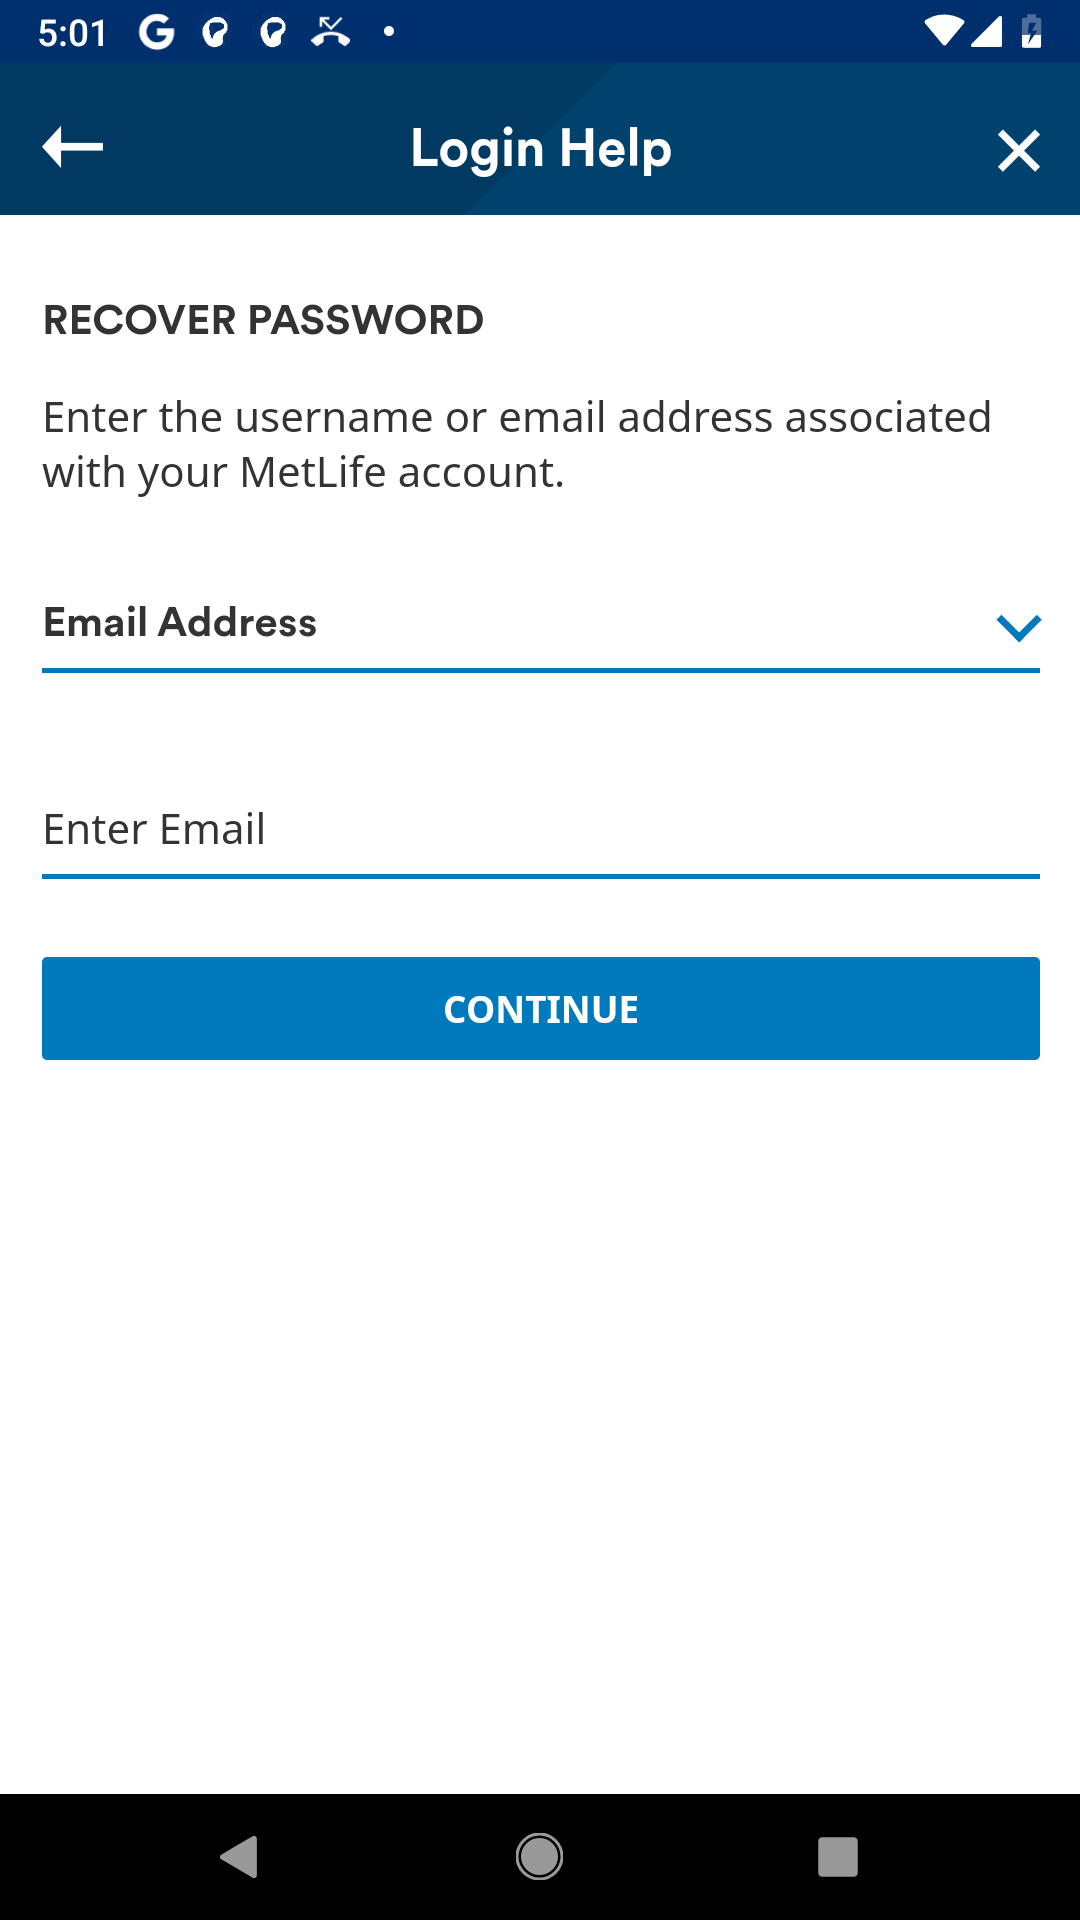 5:01
Login Help
RECOVER PASSWORD
Enter the username or email address associated
with your MetLife account.
Email Address
Enter Email
CONTINUE